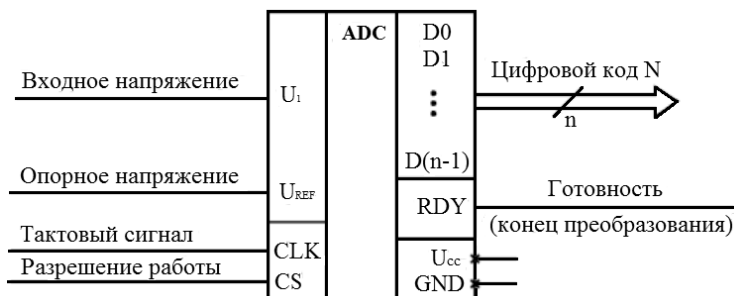 Входное напряжение
Опорное напряжение
Тактовый сигнал
Разрешение работы
U₁
UREF
CLK
CS
ADC
D0
D1
⋮
D(n-1)
RDY
Ucc
GND
Цифровой код N
n
Готовность
(конец преобразования)